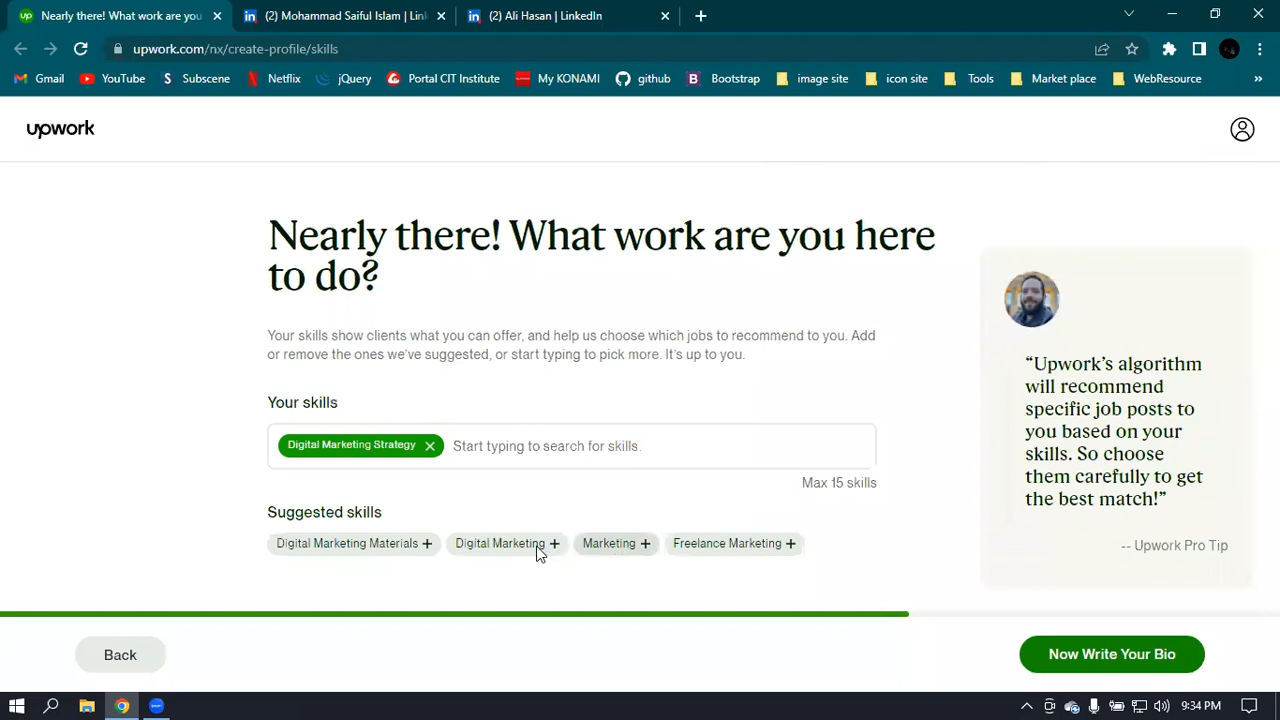 Nearly there! What work are you
(2) Mohammad Saiful Islam | Link
(2) Ali Hasan | LinkedIn
upwork.com/nx/create-profile/skills
Gmail
YouTube
Subscene
Netflix
jQuery
Portal CIT Institute
My KONAMI
github
Bootstrap
image site
icon site
Tools
Market place
WebResource
»
upwork
Nearly there! What work are you here
to do?
Your skills show clients what you can offer, and help us choose which jobs to recommend to you. Add
or remove the ones we've suggested, or start typing to pick more. It's up to you.
Your skills
Digital Marketing Strategy
Start typing to search for skills.
Max 15 skills
Suggested skills
Digital Marketing Materials +
Digital Marketing +
Marketing +
Freelance Marketing +
“Upwork's algorithm
will recommend
specific job posts to
you based on your
skills. So choose
them carefully to get
the best match!”
-- Upwork Pro Tip
Back
Now Write Your Bio
9:34 PM